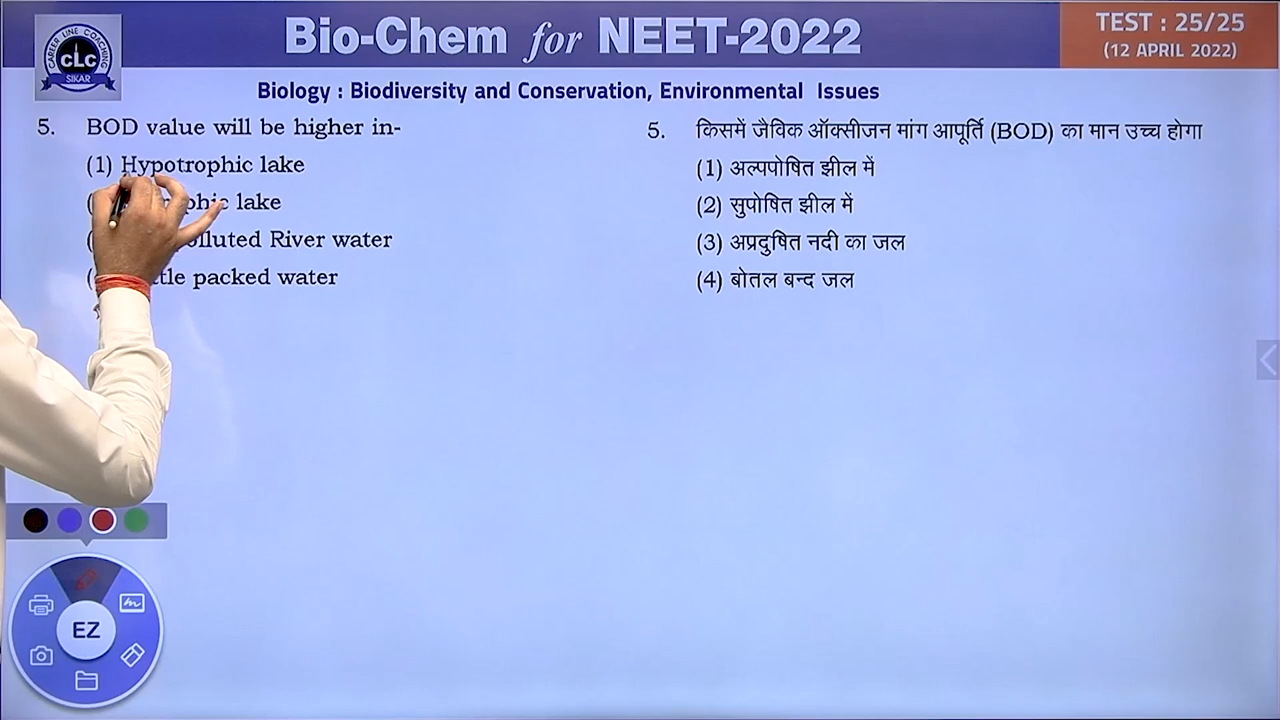 CAREER LINE COACHING
CLC
SIKAR
Bio-Chem for NEET-2022
TEST : 25/25
(12 APRIL 2022)
Biology : Biodiversity and Conservation, Environmental Issues
5. BOD value will be higher in-
(1) Hypotrophic lake
lake
River water
packed water
5. किसमें जैविक ऑक्सीजन मांग आपूर्ति (BOD) का मान उच्च होगा
(1) अल्पपोषित झील में
(2) सुपोषित झील में
(3) अप्रदुषित नदी का जल
(4) बोतल बन्द जल
EZ